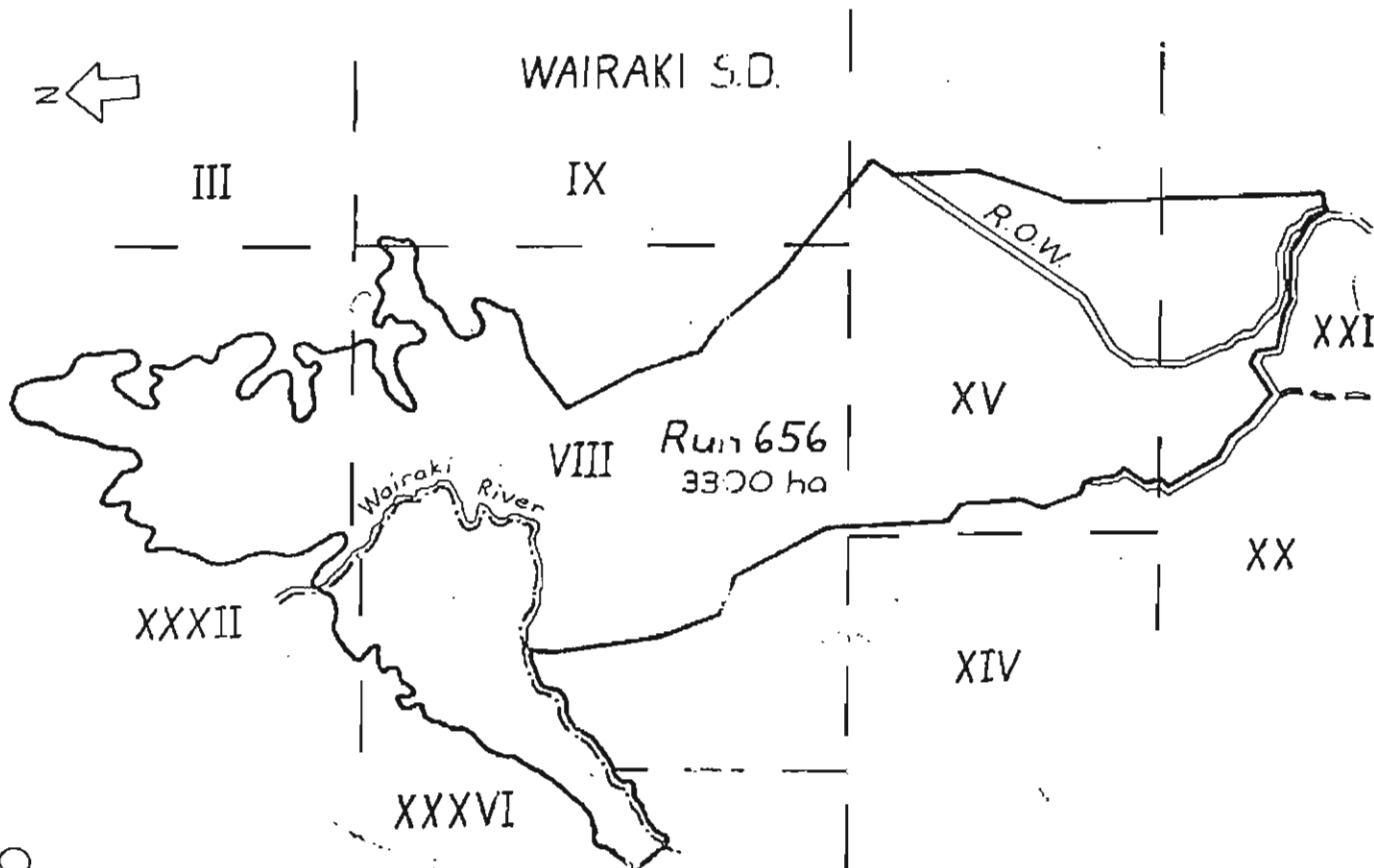 WAIRAKI S.D.
N
III
IX
R.O.W.
XXI
XV
VIII
Run 656
3300 ha
Wairaki River
XX
XXXII
XIV
XXXVI